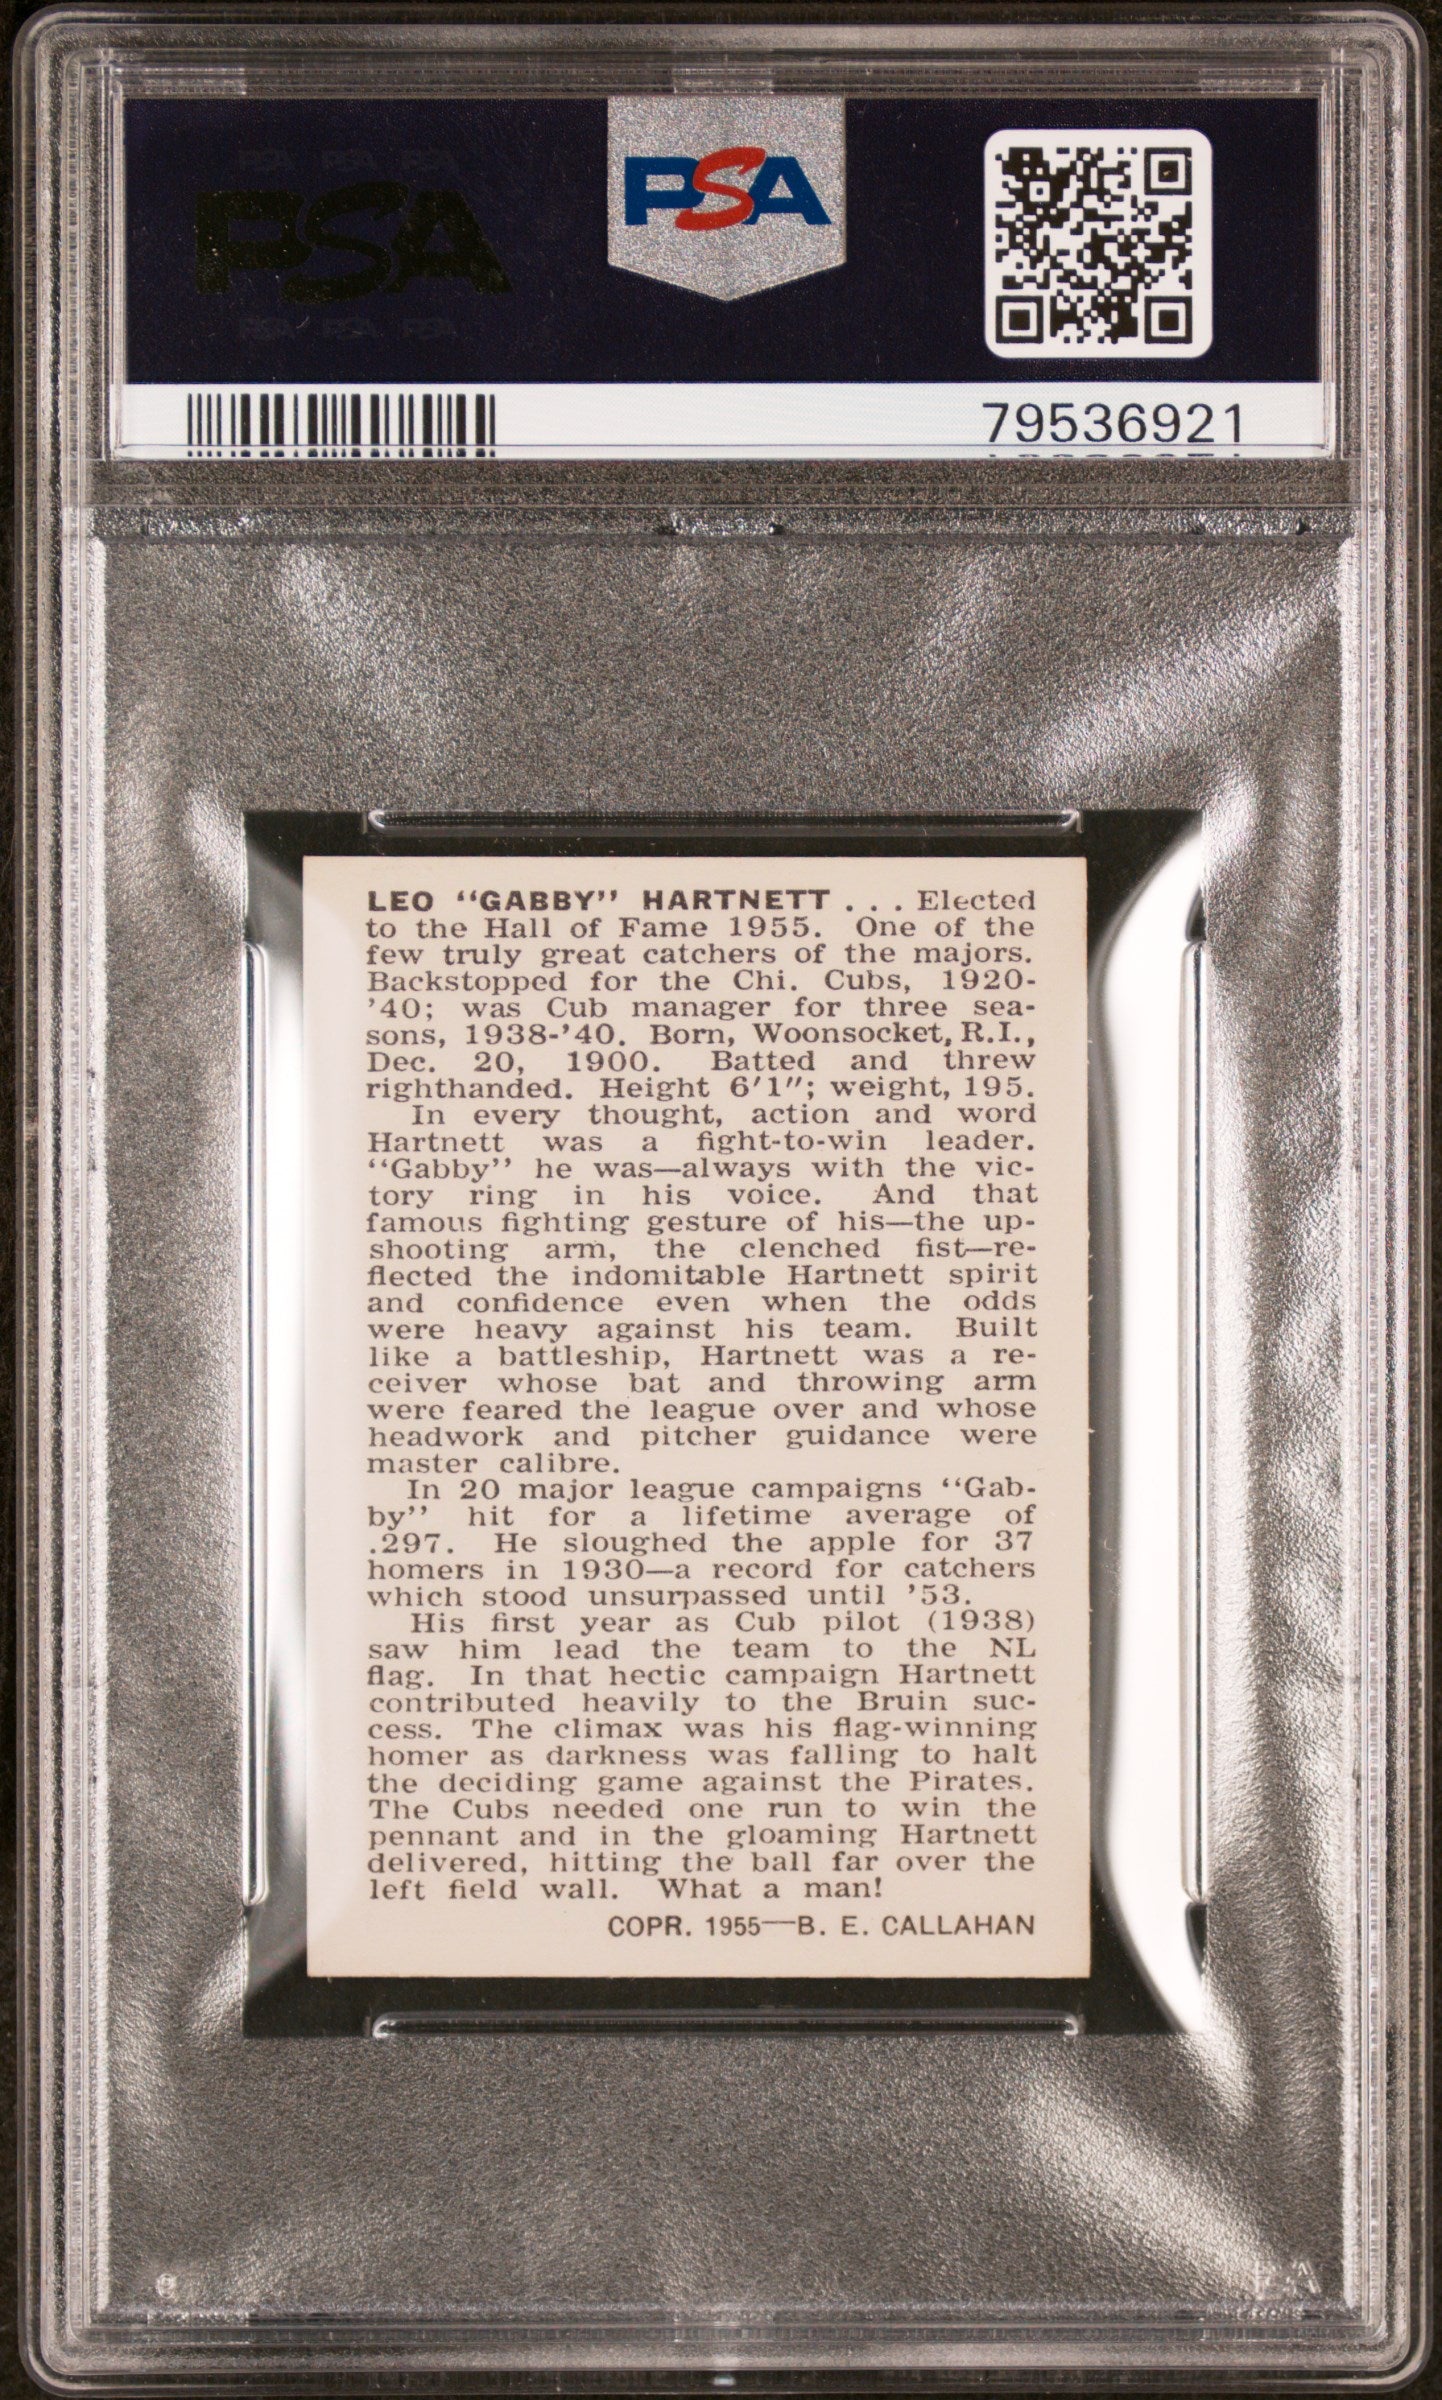 PSA PSA PSA
PSA
PSA PSA PSA
PSA
79536921
LEO "GABBY" HARTNETT . . . Elected
to the Hall of Fame 1955. One of the
few truly great catchers of the majors.
Backstopped for the Chi. Cubs, 1920-
'40; was Cub manager for three sea-
sons, 1938-'40. Born, Woonsocket, R.I.,
Dec. 20, 1900. Batted and threw
righthanded. Height 6'1"; weight, 195.
In every thought, action and word
Hartnett was a fight-to-win leader.
"Gabby" he was—always with the vic-
tory ring in his voice. And that
famous fighting gesture of his—the up-
shooting arm, the clenched fist—re-
flected the indomitable Hartnett spirit
and confidence even when the odds
were heavy against his team. Built
like a battleship, Hartnett was a re-
ceiver whose bat and throwing arm
were feared the league over and whose
headwork and pitcher guidance were
master calibre.
In 20 major league campaigns "Gab-
by" hit for a lifetime average of
.297. He sloughed the apple for 37
homers in 1930—a record for catchers
which stood unsurpassed until '53.
His first year as Cub pilot (1938)
saw him lead the team to the NL
flag. In that hectic campaign Hartnett
contributed heavily to the Bruin suc-
cess. The climax was his flag-winning
homer as darkness was falling to halt
the deciding game against the Pirates.
The Cubs needed one run to win the
pennant and in the gloaming Hartnett
delivered, hitting the ball far over the
left field wall. What a man!
COPR. 1955—B. E. CALLAHAN
PSA